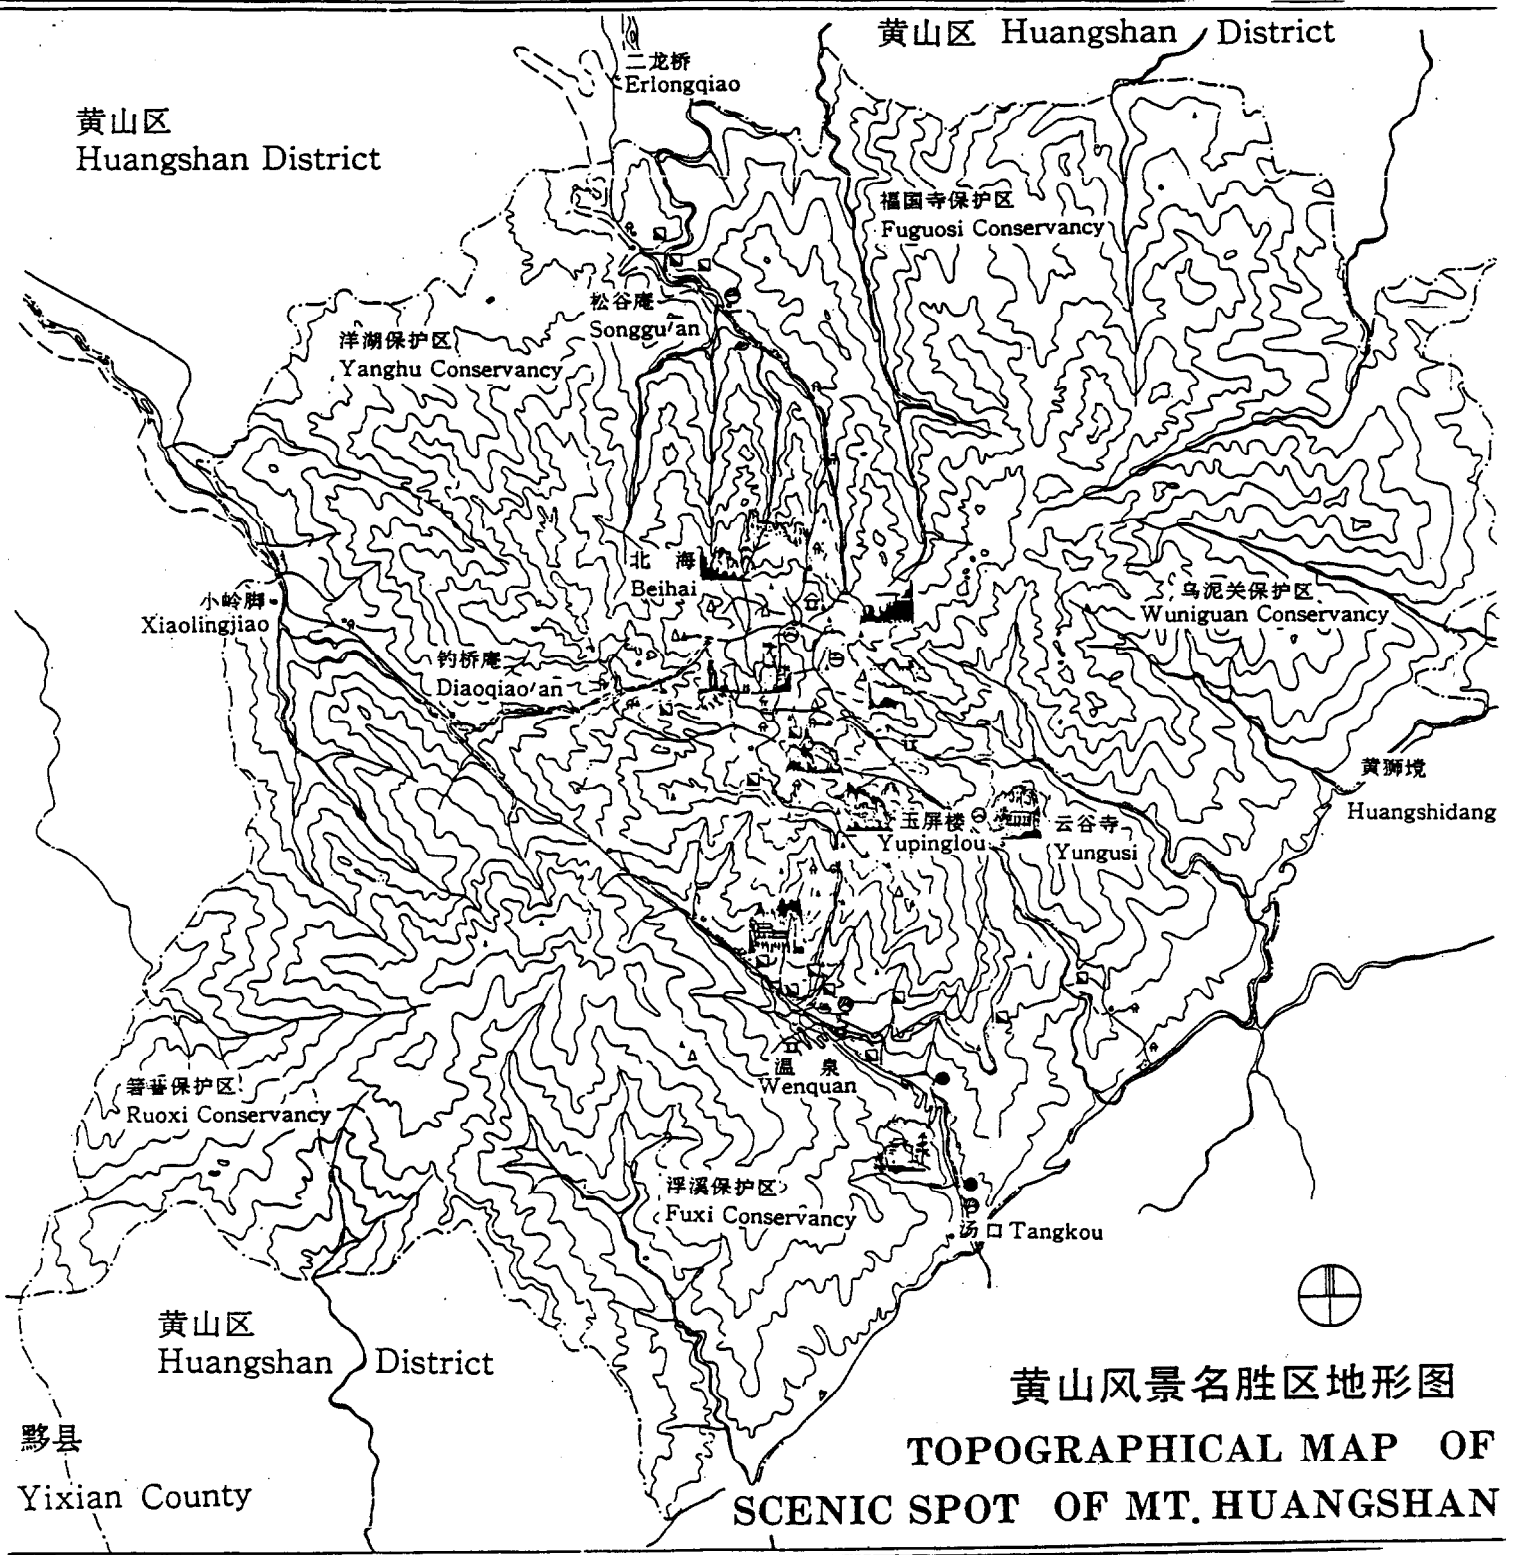 黄山区 Huangshan District
二龙桥
Erlongqiao
黄山区
Huangshan District
福国寺保护区
Fuguosi Conservancy
松谷庵
Songgu'an
洋湖保护区
Yanghu Conservancy
北 海
Beihai
小岭脚
Xiaolingjiao
乌泥关保护区
Wuniguan Conservancy
钓桥庵
Diaoqiao'an
黄狮塃
Huangshidang
玉屏楼
Yupinglou
云谷寺
Yungusi
温 泉
Wenquan
箬箬保护区
Ruoxi Conservancy
浮溪保护区
Fuxi Conservancy
汤口 Tangkou
黄山区
Huangshan District
黄山风景名胜区地形图
黟县
TOPOGRAPHICAL MAP OF
Yixian County
SCENIC SPOT OF MT. HUANGSHAN